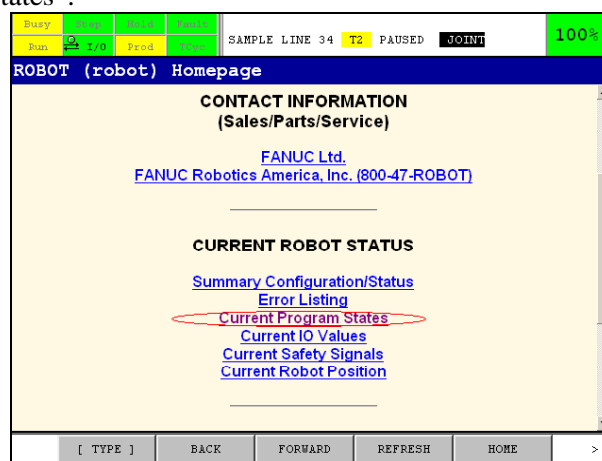 tates".
Busy Step Hold Fault
SAMPLE LINE 34 T2 PAUSED JOINT 100%
Run I/O Prod TCyc
ROBOT (robot) Homepage
CONTACT INFORMATION
(Sales/Parts/Service)
FANUC Ltd.
FANUC Robotics America, Inc. (800-47-ROBOT)
CURRENT ROBOT STATUS
Summary Configuration/Status
Error Listing
Current Program States
Current IO Values
Current Safety Signals
Current Robot Position
[ TYPE ] BACK FORWARD REFRESH HOME >